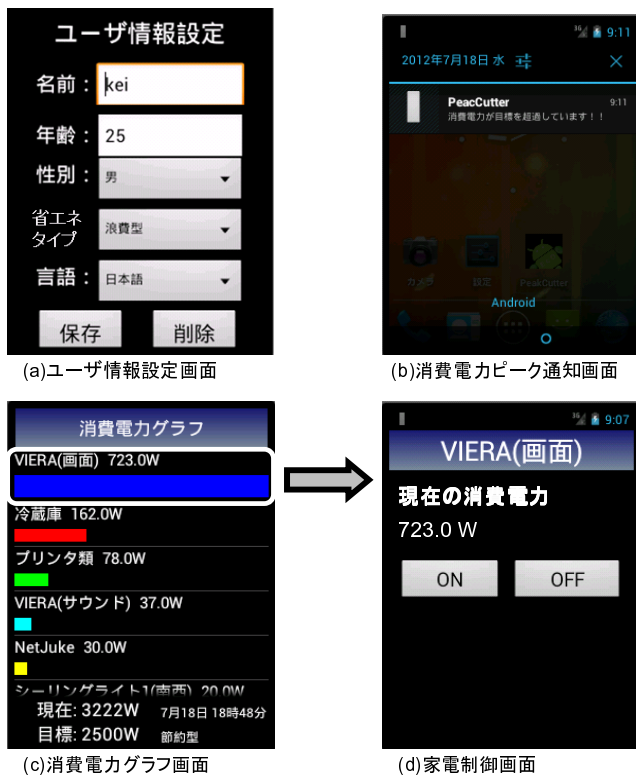 ユーザ情報設定
名前： kei
年齢： 25
性別： 男
省エネ
タイプ
浪費型
言語： 日本語
保存 削除
(a)ユーザ情報設定画面
3G 9:11
2012年7月18日 水
PeacCutter 9:11
消費電力が目標を超過しています！！
カメラ 設定 PeakCutter
Android
(b)消費電力ピーク通知画面
消費電力グラフ
VIERA(画面) 723.0W
冷蔵庫 162.0W
プリンタ類 78.0W
VIERA(サウンド) 37.0W
NetJuke 30.0W
シーリングライト1(南西) 20.0W
現在: 3222W 7月18日 18時48分
目標: 2500W 節約型
(c)消費電力グラフ画面
3G 9:07
VIERA(画面)
現在の消費電力
723.0 W
ON OFF
(d)家電制御画面